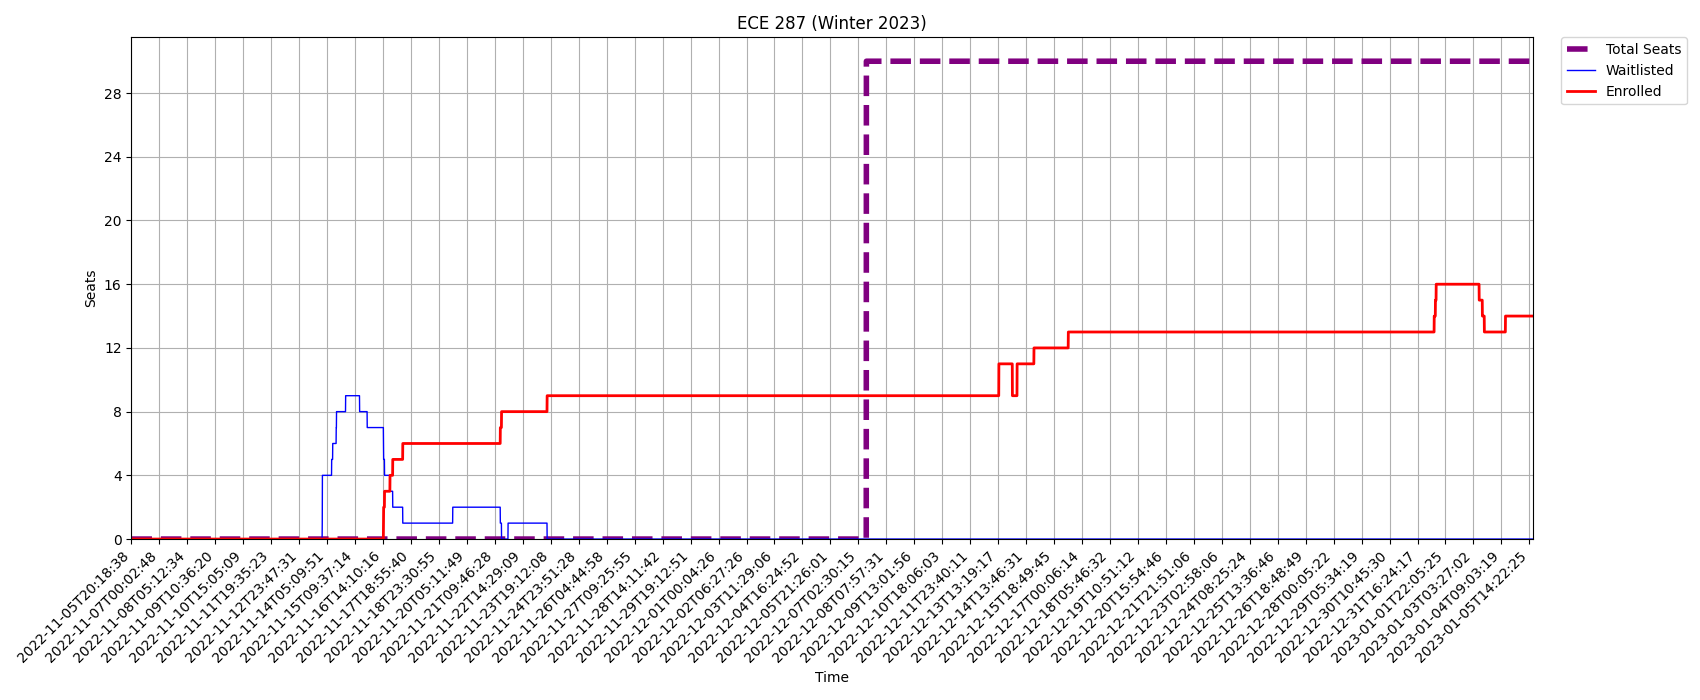 ECE 287 (Winter 2023)
Total Seats
Waitlisted
Enrolled
Seats
28
24
20
16
12
8
4
0
2022-11-05T20:18:38
2022-11-07T00:02:48
2022-11-08T05:12:34
2022-11-09T10:36:20
2022-11-10T15:05:09
2022-11-11T19:35:23
2022-11-12T23:47:31
2022-11-14T05:09:51
2022-11-15T09:37:14
2022-11-16T14:10:16
2022-11-17T18:55:40
2022-11-18T23:30:55
2022-11-20T05:11:49
2022-11-21T09:46:28
2022-11-22T14:29:09
2022-11-23T19:12:08
2022-11-24T23:51:28
2022-11-26T04:44:58
2022-11-27T09:25:55
2022-11-28T14:11:42
2022-11-29T19:12:51
2022-12-01T00:04:26
2022-12-02T06:27:26
2022-12-03T11:29:06
2022-12-04T16:24:52
2022-12-05T21:26:01
2022-12-07T02:30:15
2022-12-08T07:57:31
2022-12-09T13:01:56
2022-12-10T18:06:03
2022-12-11T23:40:11
2022-12-13T13:19:17
2022-12-14T13:46:31
2022-12-15T18:49:45
2022-12-17T00:06:14
2022-12-18T05:46:32
2022-12-19T10:51:12
2022-12-20T15:54:46
2022-12-21T21:51:06
2022-12-23T02:58:06
2022-12-24T08:25:24
2022-12-25T13:36:46
2022-12-26T18:48:49
2022-12-28T00:05:22
2022-12-29T05:34:19
2022-12-30T10:45:30
2022-12-31T16:24:17
2023-01-01T22:05:25
2023-01-03T03:27:02
2023-01-04T09:03:19
2023-01-05T14:22:25
Time